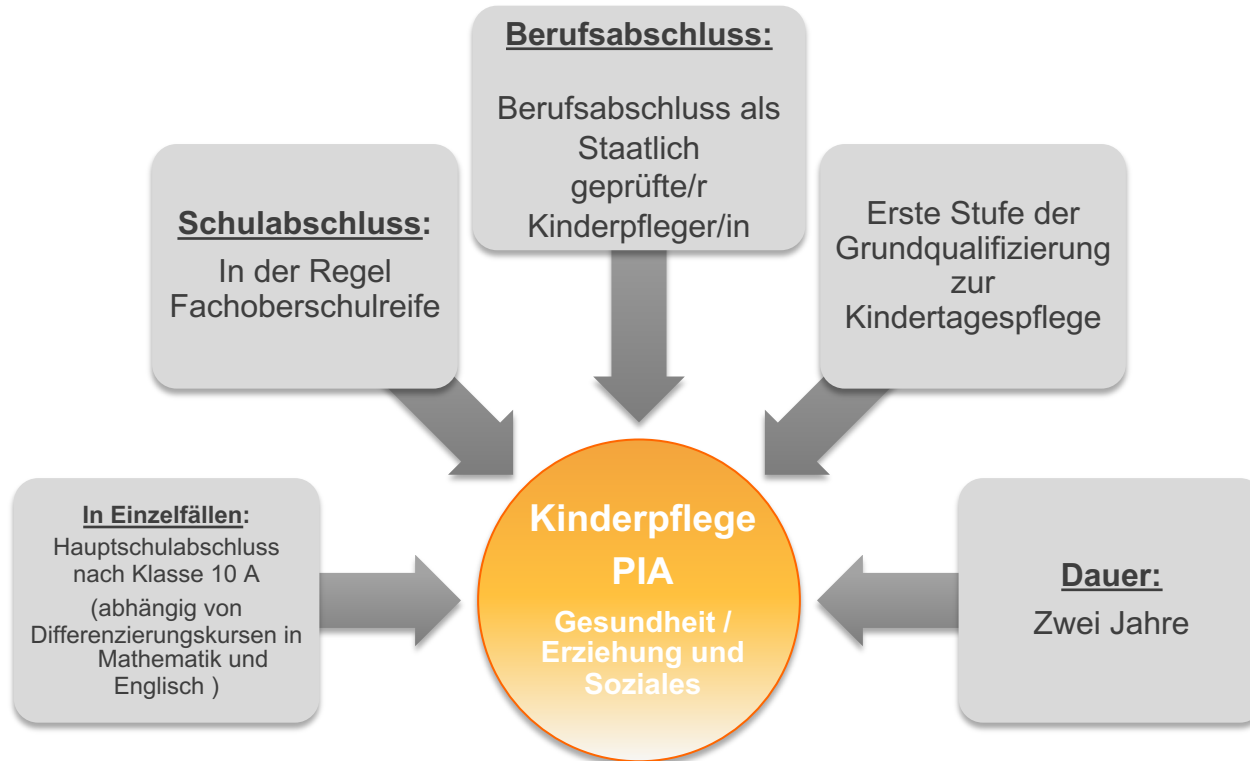 Berufsabschluss:
Berufsabschluss als
Staatlich
geprüfte/r
Kinderpfleger/in
Schulabschluss:
In der Regel
Fachoberschulreife
Erste Stufe der
Grundqualifizierung
zur
Kindertagespflege
In Einzelfällen:
Hauptschulabschluss
nach Klasse 10 A
(abhängig von
Differenzierungskursen in
Mathematik und
Englisch )
Kinderpflege
PIA
Gesundheit /
Erziehung und
Soziales
Dauer:
Zwei Jahre